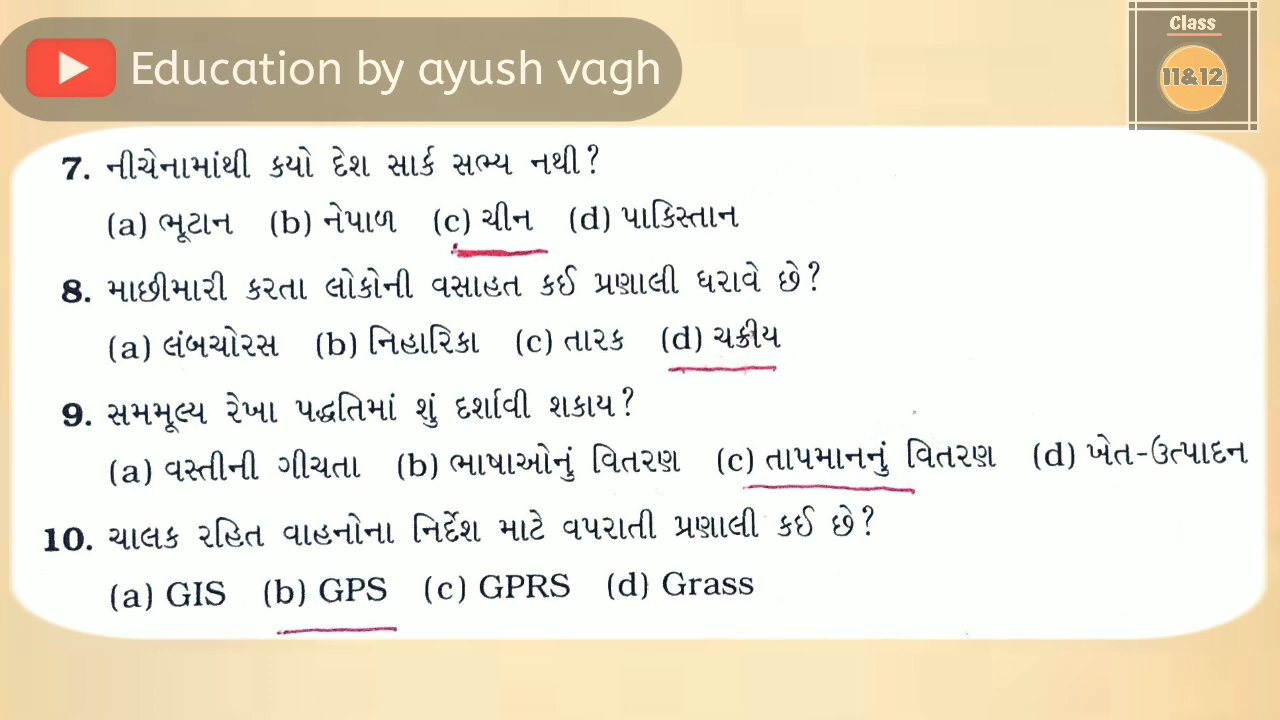 Education by ayush vagh
Class
11&12
7. નીચેનામાંથી કયો દેશ સાર્ક સભ્ય નથી?
(a) ભૂટાન (b) નેપાળ (c) ચીન (d) પાકિસ્તાન
8. માછીમારી કરતા લોકોની વસાહત કઈ પ્રણાલી ધરાવે છે?
(a) લંબચોરસ (b) નિહારિકા (c) તારક (d) ચક્રીય
9. સમમૂલ્ય રેખા પદ્ધતિમાં શું દર્શાવી શકાય?
(a) વસ્તીની ગીચતા (b) ભાષાઓનું વિતરણ (c) તાપમાનનું વિતરણ (d) ખેત-ઉત્પાદન
10. ચાલક રહિત વાહનોના નિર્દેશ માટે વપરાતી પ્રણાલી કઈ છે?
(a) GIS (b) GPS (c) GPRS (d) Grass